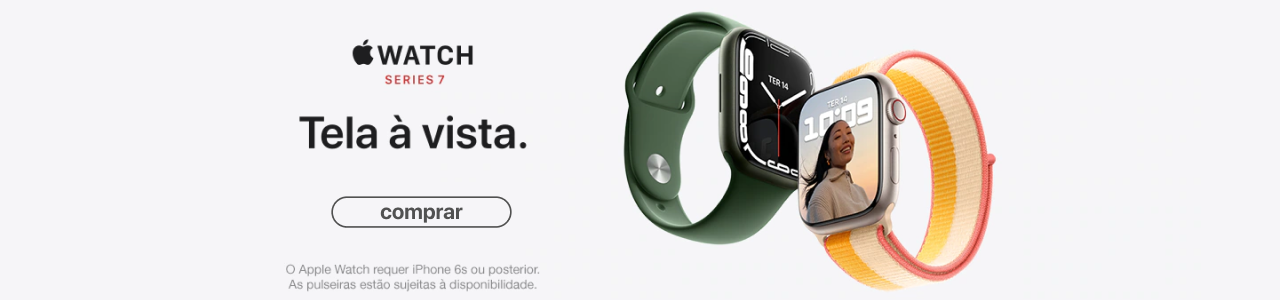 WATCH
SERIES 7
Tela à vista.
comprar
O Apple Watch requer iPhone 6s ou posterior.
As pulseiras estão sujeitas à disponibilidade.
TER 14
TER 14
10:09